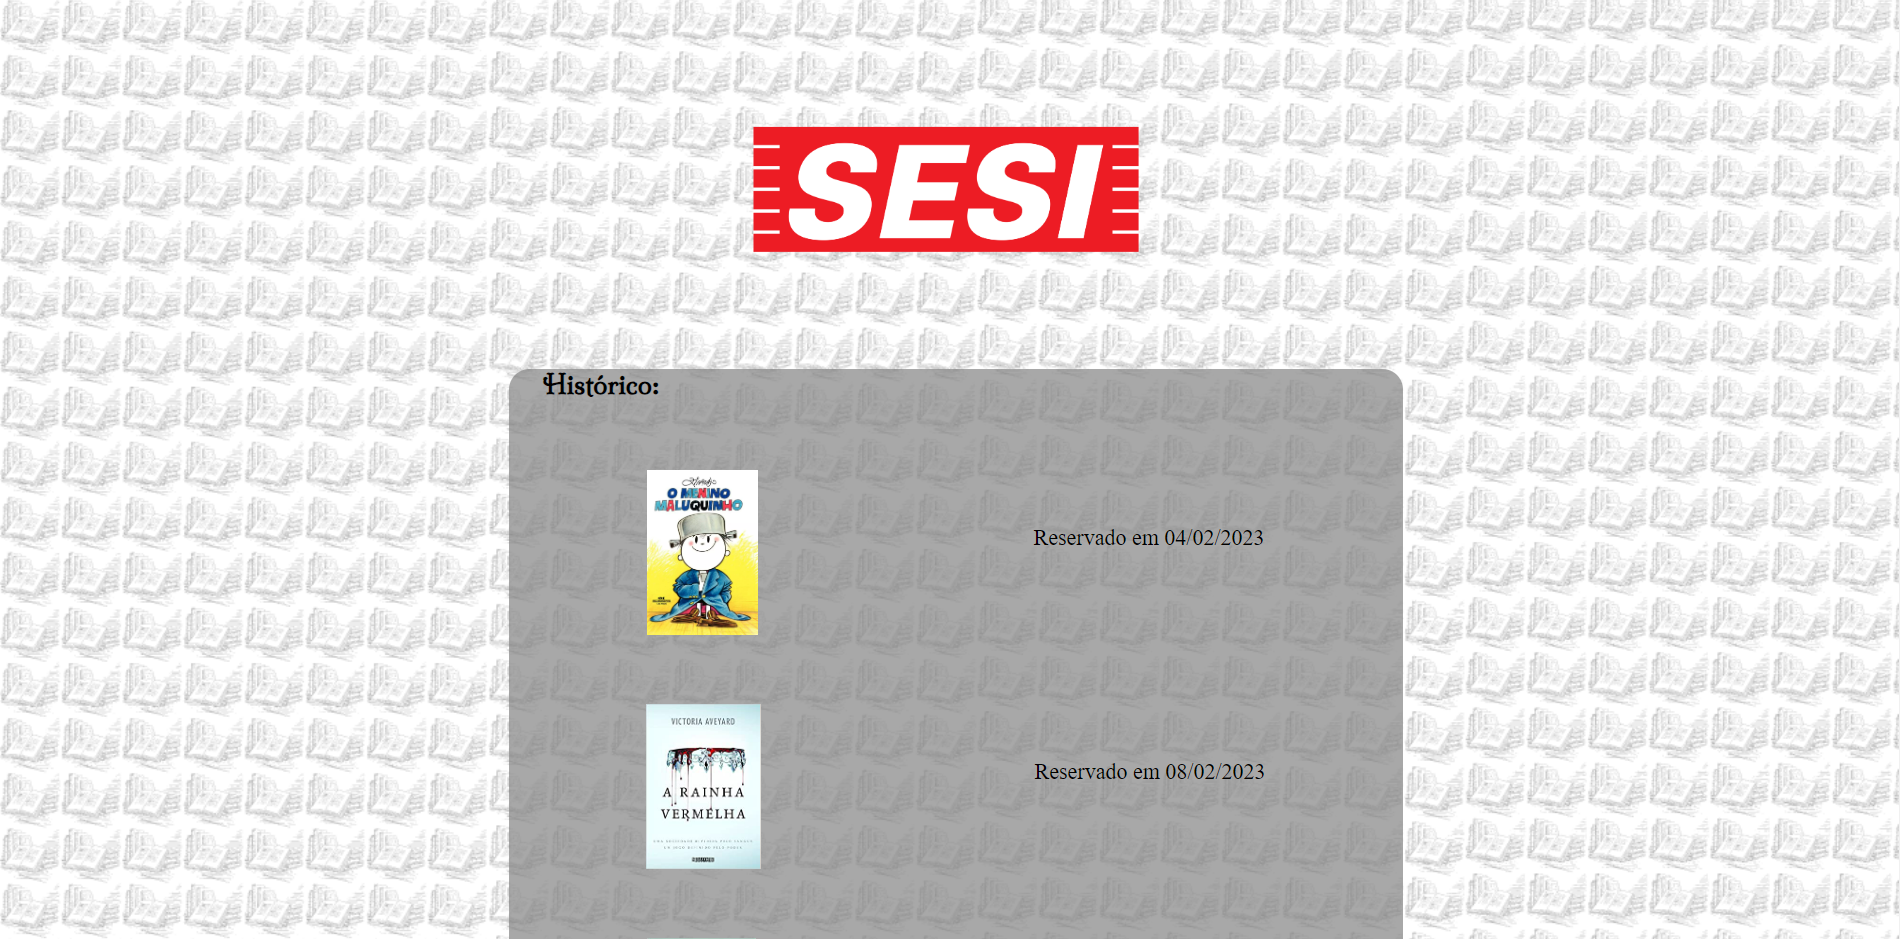 SESI
Histórico:
O MENINO
MALUQUINHO
Reservado em 04/02/2023
VICTORIA AVEYARD
A RAINHA
VERMELHA
Reservado em 08/02/2023